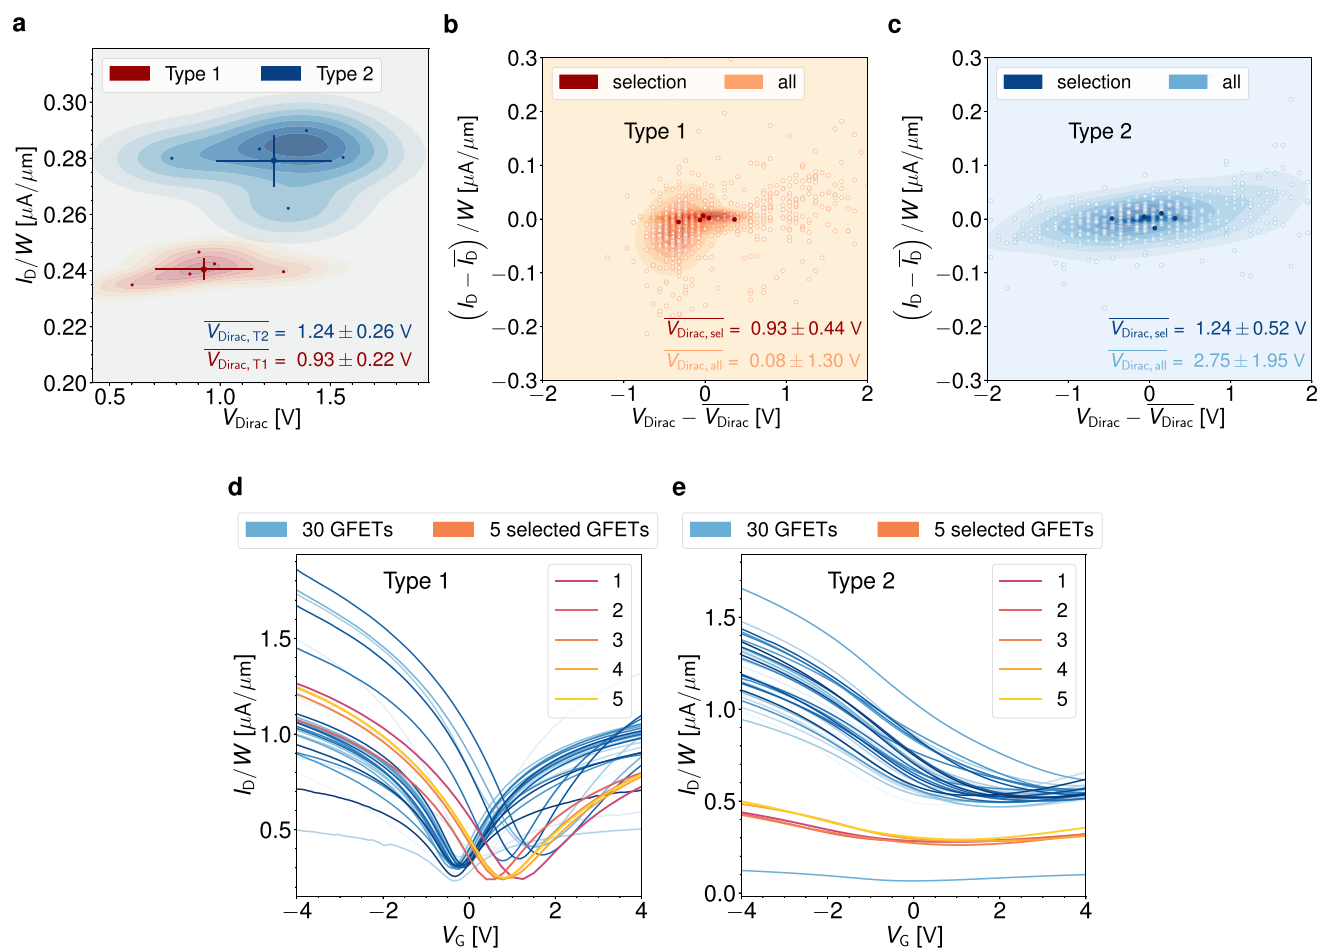 a
Type 1
Type 2
I_D/W [μA/μm]
0.30
0.28
0.26
0.24
0.22
0.20
0.5
1.0
1.5
V_Dirac [V]
V_Dirac, T2 = 1.24 ± 0.26 V
V_Dirac, T1 = 0.93 ± 0.22 V
b
selection
all
Type 1
(I_D − I_D) / W [μA/μm]
0.3
0.2
0.1
0.0
−0.1
−0.2
−0.3
−2
−1
0
1
2
V_Dirac − V_Dirac [V]
V_Dirac, sel = 0.93 ± 0.44 V
V_Dirac, all = 0.08 ± 1.30 V
c
selection
all
Type 2
(I_D − I_D) / W [μA/μm]
0.3
0.2
0.1
0.0
−0.1
−0.2
−0.3
−2
−1
0
1
2
V_Dirac − V_Dirac [V]
V_Dirac, sel = 1.24 ± 0.52 V
V_Dirac, all = 2.75 ± 1.95 V
d
30 GFETs
5 selected GFETs
Type 1
1
2
3
4
5
I_D/W [μA/μm]
1.5
1.0
0.5
−4
−2
0
2
4
V_G [V]
e
30 GFETs
5 selected GFETs
Type 2
1
2
3
4
5
I_D/W [μA/μm]
1.5
1.0
0.5
0.0
−4
−2
0
2
4
V_G [V]